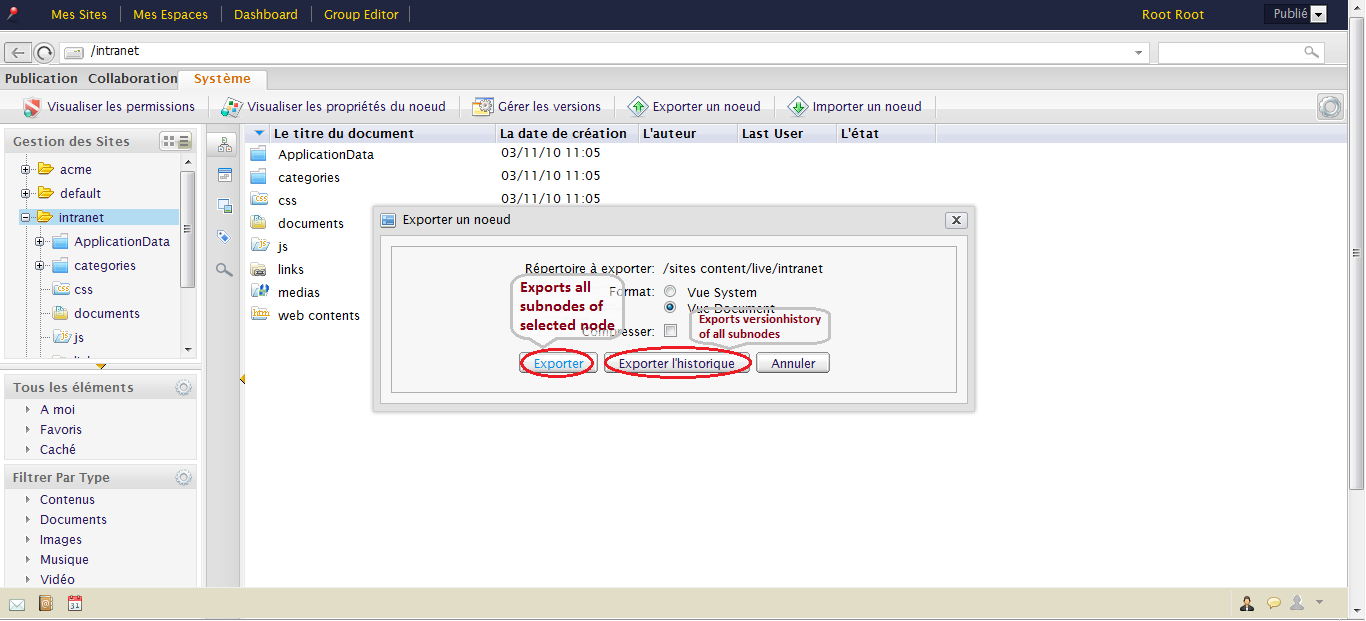 Mes Sites Mes Espaces Dashboard Group Editor Root Root Publié
/intranet
Publication Collaboration Système
Visualiser les permissions Visualiser les propriétés du noeud Gérer les versions Exporter un noeud Importer un noeud
Gestion des Sites
acme
default
intranet
ApplicationData
categories
css
documents
js
Tous les éléments
A moi
Favoris
Caché
Filtrer Par Type
Contenus
Documents
Images
Musique
Vidéo
Le titre du document La date de création L'auteur Last User L'état
ApplicationData 03/11/10 11:05
categories 03/11/10 11:05
css 03/11/10 11:05
documents
js
links
medias
web contents
Exporter un noeud
Répertoire à exporter: /sites content/live/intranet
Format: Vue System
Vue Document
Exports all
subnodes of
selected node
Exports versionhistory
of all subnodes
Exporter Exporter l'historique Annuler